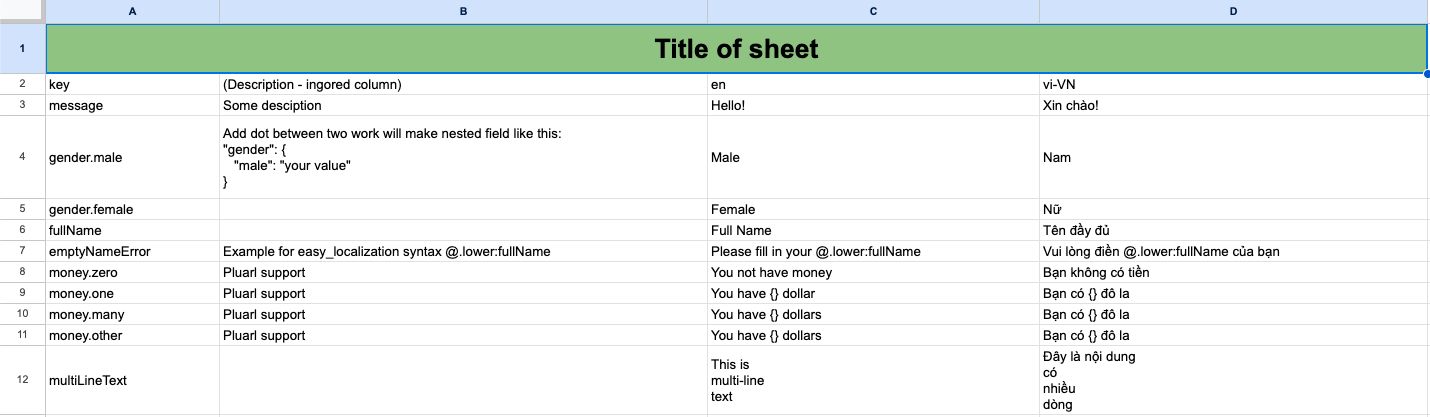 A B C D
1 Title of sheet
2 key (Description - ingored column) en vi-VN
3 message Some desciption Hello! Xin chào!
4 gender.male Add dot between two work will make nested field like this:
"gender": {
"male": "your value"
} Male Nam
5 gender.female Female Nữ
6 fullName Full Name Tên đầy đủ
7 emptyNameError Example for easy_localization syntax @.lower:fullName Please fill in your @.lower:fullName Vui lòng điền @.lower:fullName của bạn
8 money.zero Pluarl support You not have money Bạn không có tiền
9 money.one Pluarl support You have {} dollar Bạn có {} đô la
10 money.many Pluarl support You have {} dollars Bạn có {} đô la
11 money.other Pluarl support You have {} dollars Bạn có {} đô la
12 multiLineText This is
multi-line
text Đây là nội dung
có
nhiều
dòng